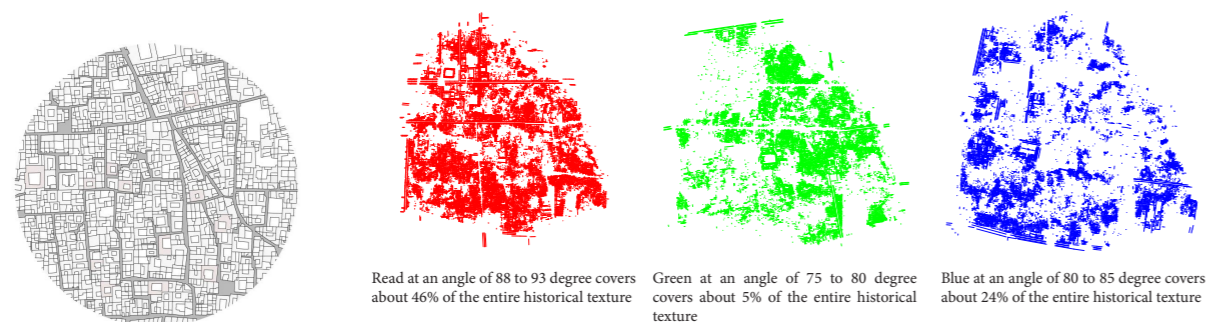 Read at an angle of 88 to 93 degree covers
about 46% of the entire historical texture
Green at an angle of 75 to 80 degree
covers about 5% of the entire historical
texture
Blue at an angle of 80 to 85 degree covers
about 24% of the entire historical texture